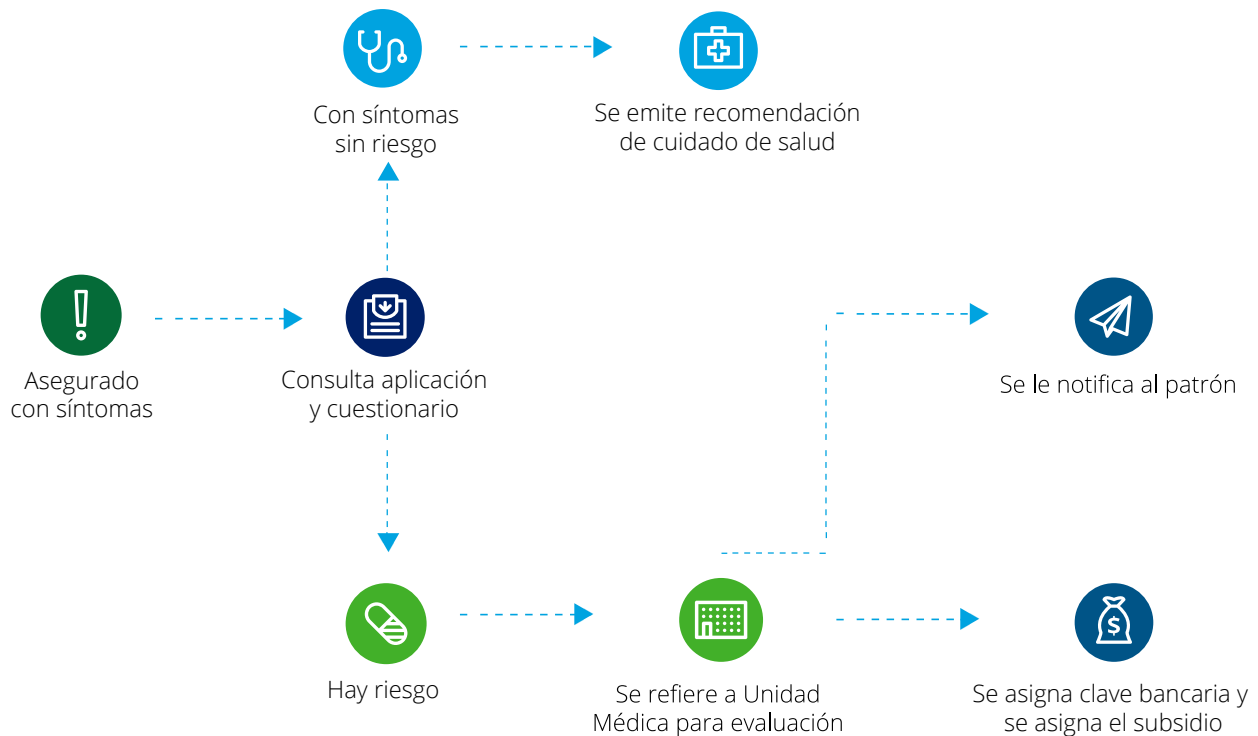 Con síntomas
sin riesgo
Se emite recomendación
de cuidado de salud
Asegurado
con síntomas
Consulta aplicación
y cuestionario
Se le notifica al patrón
Hay riesgo
Se refiere a Unidad
Médica para evaluación
$
Se asigna clave bancaria y
se asigna el subsidio